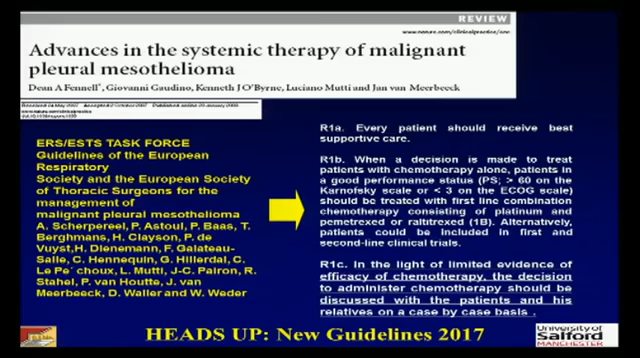 REVIEW
www.nature.com/clinicalpractice/onc
Advances in the systemic therapy of malignant
pleural mesothelioma
Dean A Fennell*, Giovanni Gaudino, Kenneth J O'Byrne, Luciano Mutti and Jan van Meerbeeck
ERS/ESTS TASK FORCE
Guidelines of the European
Respiratory
Society and the European Society
of Thoracic Surgeons for the
management of
malignant pleural mesothelioma
A. Scherpereel, P. Astoul, P. Baas, T.
Berghmans, H. Clayson, P. de
Vuyst,H. Dienemann, F. Galateau-
Salle, C. Hennequin, G. Hillerdal, C.
Le Pe´ choux, L. Mutti, J-C. Pairon, R.
Stahel, P. van Houtte, J. van
Meerbeeck, D. Waller and W. Weder
R1a. Every patient should receive best
supportive care.
R1b. When a decision is made to treat
patients with chemotherapy alone, patients in
a good performance status (PS; > 60 on the
Karnofsky scale or < 3 on the ECOG scale)
should be treated with first line combination
chemotherapy consisting of platinum and
pemetrexed or raltitrexed (1B). Alternatively,
patients could be included in first and
second-line clinical trials.
R1c. In the light of limited evidence of
efficacy of chemotherapy, the decision
to administer chemotherapy should be
discussed with the patients and his
relatives on a case by case basis .
HEADS UP: New Guidelines 2017
University of
Salford
MANCHESTER